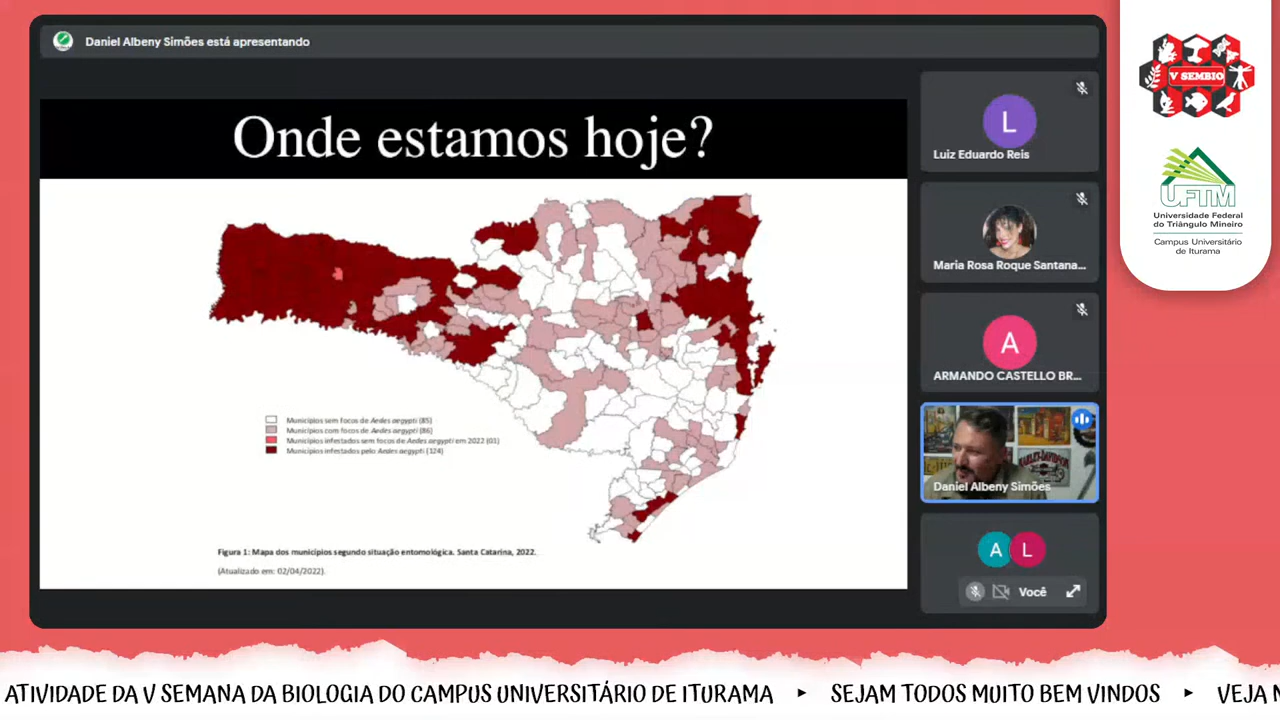 Daniel Albeny Simões está apresentando
Onde estamos hoje?
Municípios sem focos de Aedes aegypti (85)
Municípios com focos de Aedes aegypti (86)
Municípios infestados sem focos de Aedes aegypti em 2022 (01)
Municípios infestados pelo Aedes aegypti (124)
Figura 1: Mapa dos municípios segundo situação entomológica. Santa Catarina, 2022.
(Atualizado em: 02/04/2022).
L
Luiz Eduardo Reis
Maria Rosa Roque Santana...
A
ARMANDO CASTELLO BR...
HARLEY-DAVIDSON
Daniel Albeny Simões
A
L
Você
V SEMBIO
UFTM
Universidade Federal
do Triângulo Mineiro
Campus Universitário
de Iturama
ATIVIDADE DA V SEMANA DA BIOLOGIA DO CAMPUS UNIVERSITÁRIO DE ITURAMA ▸ SEJAM TODOS MUITO BEM VINDOS ▸ VEJA N